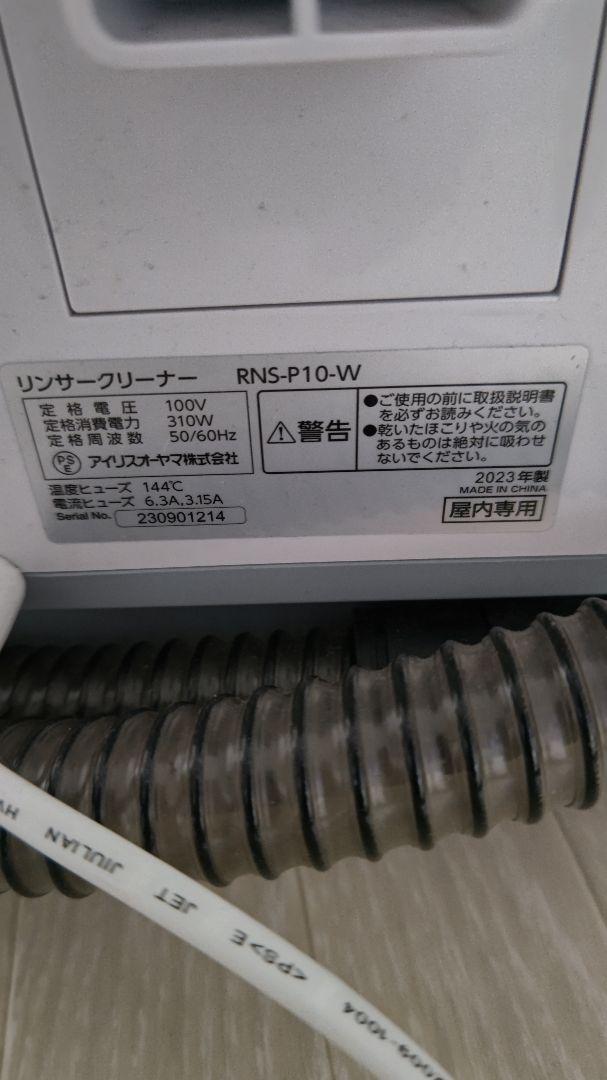 リンサークリーナー RNS-P10-W
定格電圧 100V
定格消費電力 310W
定格周波数 50/60Hz
PS E アイリスオーヤマ株式会社
警告
●ご使用の前に取扱説明書
を必ずお読みください。
●乾いたほこりや火の気の
あるものは絶対に吸わせ
ないでください。
温度ヒューズ 144℃
電流ヒューズ 6.3A,3.15A
Serial No. 230901214
2023年製
MADE IN CHINA
屋内専用
JIULIAN JET <PS>E